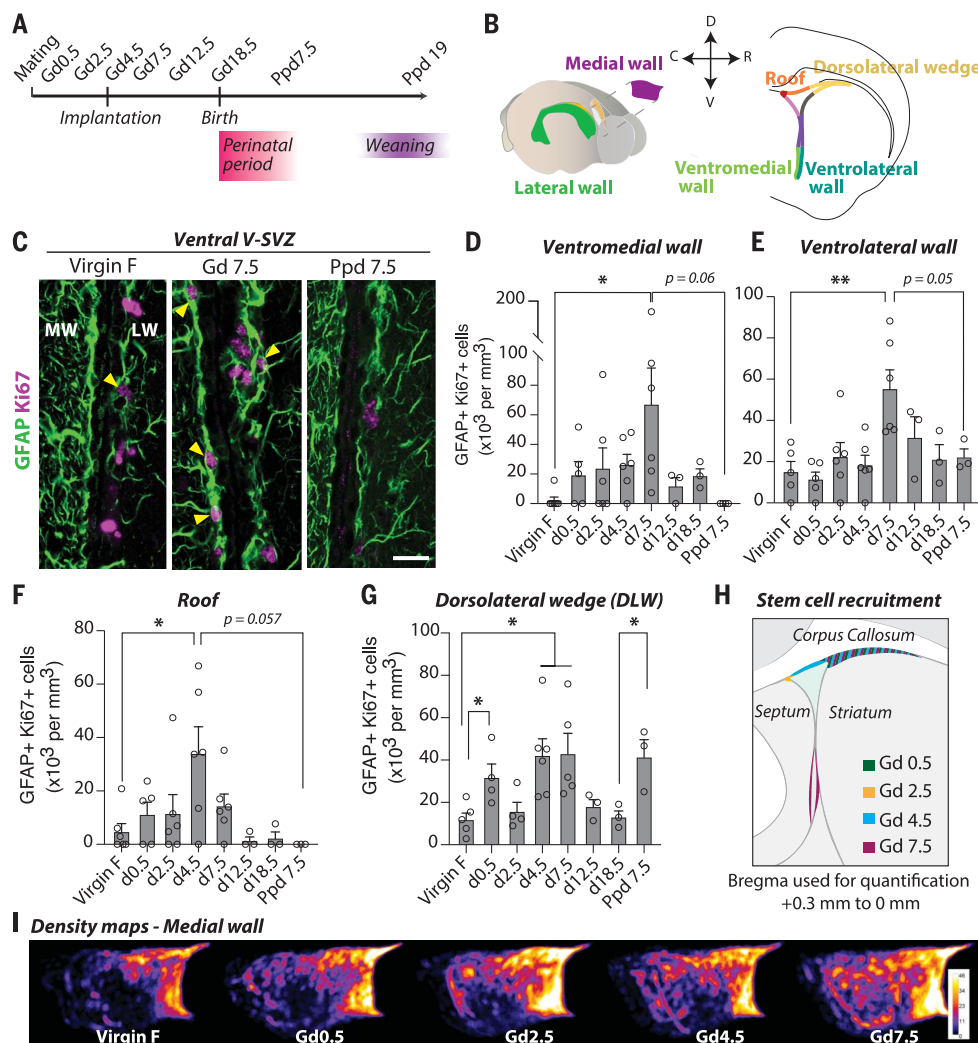 A
Mating
Gd0.5
Gd2.5
Gd4.5
Gd7.5
Gd12.5
Gd18.5
Ppd7.5
Ppd 19
Implantation
Birth
Perinatal
period
Weaning
B
D
C
R
V
Medial wall
Lateral wall
Roof
Dorsolateral wedge
Ventromedial
wall
Ventrolateral
wall
C
Ventral V-SVZ
Virgin F
Gd 7.5
Ppd 7.5
MW
LW
GFAP Ki67
D
Ventromedial wall
*
p = 0.06
GFAP+ Ki67+ cells
(x10³ per mm³)
200
100
80
60
40
20
0
Virgin F
d0.5
d2.5
d4.5
d7.5
d12.5
d18.5
Ppd 7.5
E
Ventrolateral wall
**
p = 0.05
100
80
60
40
20
0
Virgin F
d0.5
d2.5
d4.5
d7.5
d12.5
d18.5
Ppd 7.5
F
Roof
*
p = 0.057
GFAP+ Ki67+ cells
(x10³ per mm³)
80
60
40
20
0
Virgin F
d0.5
d2.5
d4.5
d7.5
d12.5
d18.5
Ppd 7.5
G
Dorsolateral wedge (DLW)
*
*
*
GFAP+ Ki67+ cells
(x10³ per mm³)
100
80
60
40
20
0
Virgin F
d0.5
d2.5
d4.5
d7.5
d12.5
d18.5
Ppd 7.5
H
Stem cell recruitment
Corpus Callosum
Septum
Striatum
Gd 0.5
Gd 2.5
Gd 4.5
Gd 7.5
Bregma used for quantification
+0.3 mm to 0 mm
I
Density maps - Medial wall
Virgin F
Gd0.5
Gd2.5
Gd4.5
Gd7.5